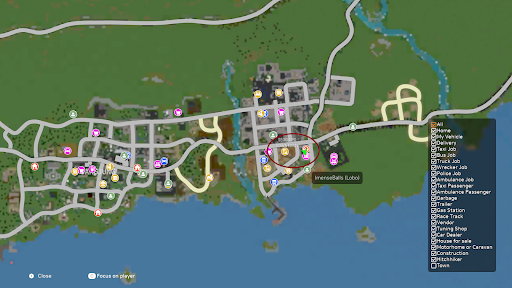 All
Home
My Vehicle
Delivery
Taxi Job
Bus Job
Truck Job
Wrecker Job
Police Job
Ambulance Job
Taxi Passenger
Ambulance Passenger
Garbage
Trailer
Gas Station
Race Track
Vendor
Tuning Shop
Car Dealer
House for sale
Motorhome or Caravan
Construction
Hitchhiker
Town
ImenseBalls (Lobo)
Close
Focus on player